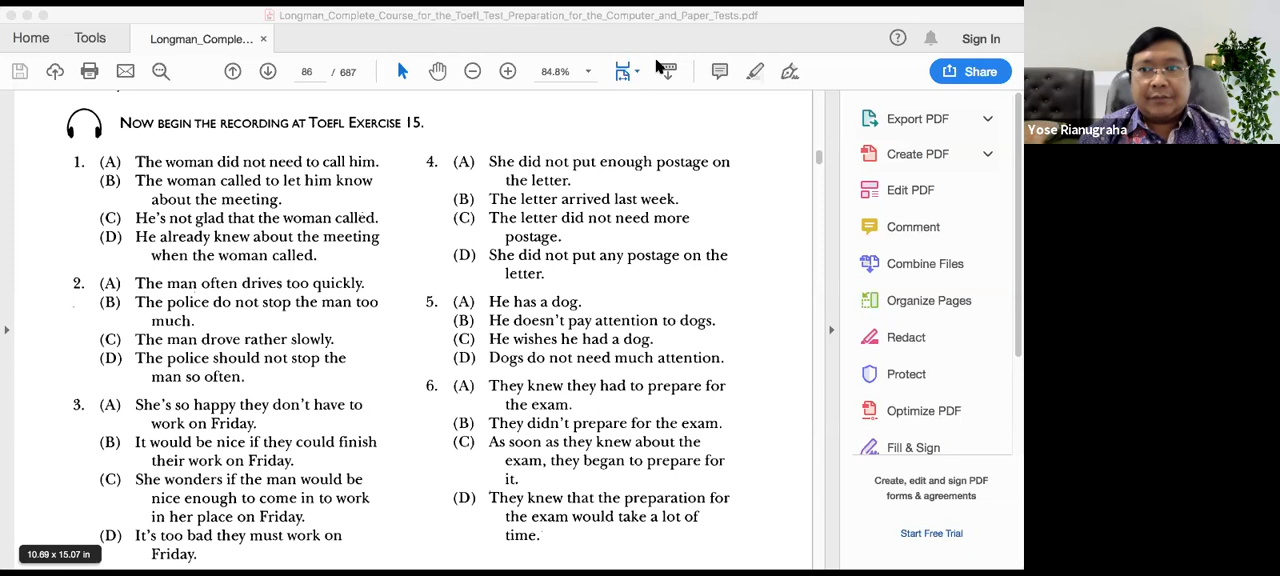 Longman_Complete_Course_for_the_Toefl_Tesl_Preparation_for_the_Computer_and_Paper_Tests.pdf
Home
Tools
Longman_Comple... ×
Sign In
86 / 687
84.8%
Share
NOW BEGIN THE RECORDING AT TOEFL EXERCISE 15.
1. (A) The woman did not need to call him.
(B) The woman called to let him know
about the meeting.
(C) He's not glad that the woman called.
(D) He already knew about the meeting
when the woman called.
2. (A) The man often drives too quickly.
(B) The police do not stop the man too
much.
(C) The man drove rather slowly.
(D) The police should not stop the
man so often.
3. (A) She's so happy they don't have to
work on Friday.
(B) It would be nice if they could finish
their work on Friday.
(C) She wonders if the man would be
nice enough to come in to work
in her place on Friday.
(D) It's too bad they must work on
Friday.
4. (A) She did not put enough postage on
the letter.
(B) The letter arrived last week.
(C) The letter did not need more
postage.
(D) She did not put any postage on the
letter.
5. (A) He has a dog.
(B) He doesn't pay attention to dogs.
(C) He wishes he had a dog.
(D) Dogs do not need much attention.
6. (A) They knew they had to prepare for
the exam.
(B) They didn't prepare for the exam.
(C) As soon as they knew about the
exam, they began to prepare for
it.
(D) They knew that the preparation for
the exam would take a lot of
time.
10.69 x 15.07 in
Export PDF
Create PDF
Edit PDF
Comment
Combine Files
Organize Pages
Redact
Protect
Optimize PDF
Fill & Sign
Create, edit and sign PDF
forms & agreements
Start Free Trial
Yose Rianugraha